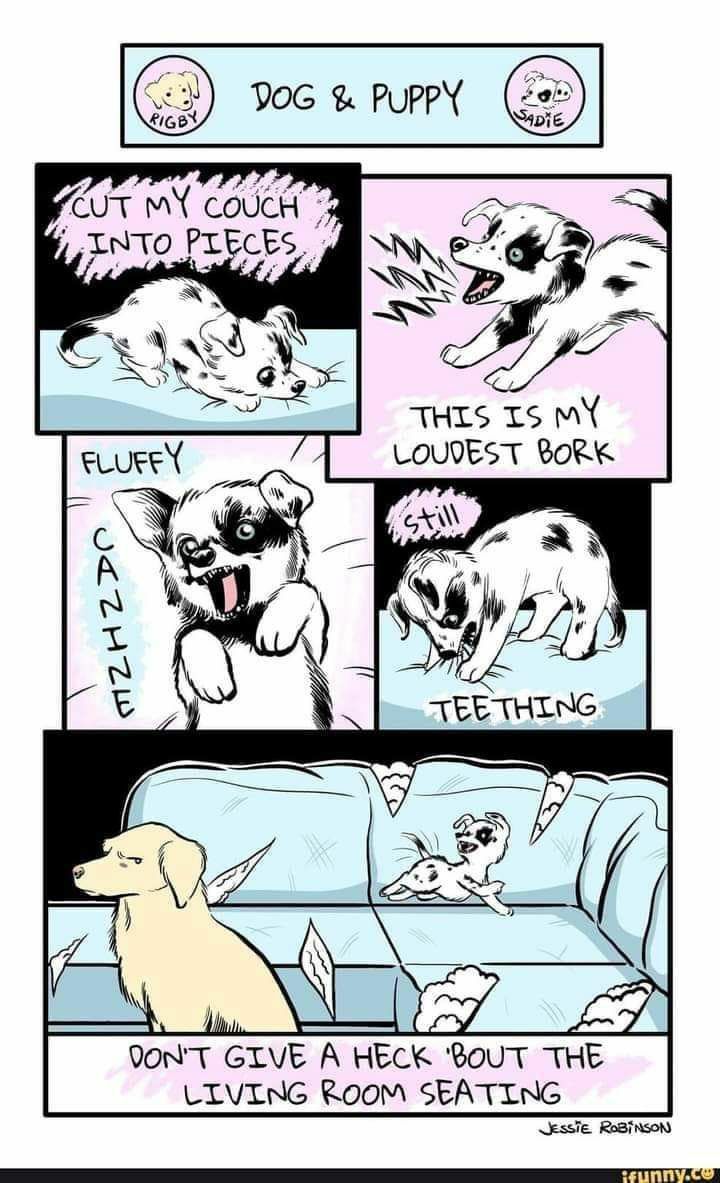 RIGBY
DOG & PUPPY
SADIE
CUT MY COUCH
INTO PIECES
THIS IS MY
LOUDEST BORK
FLUFFY
CANINE
still
TEETHING
DON'T GIVE A HECK 'BOUT THE
LIVING ROOM SEATING
JESSIE ROBINSON
ifunny.co